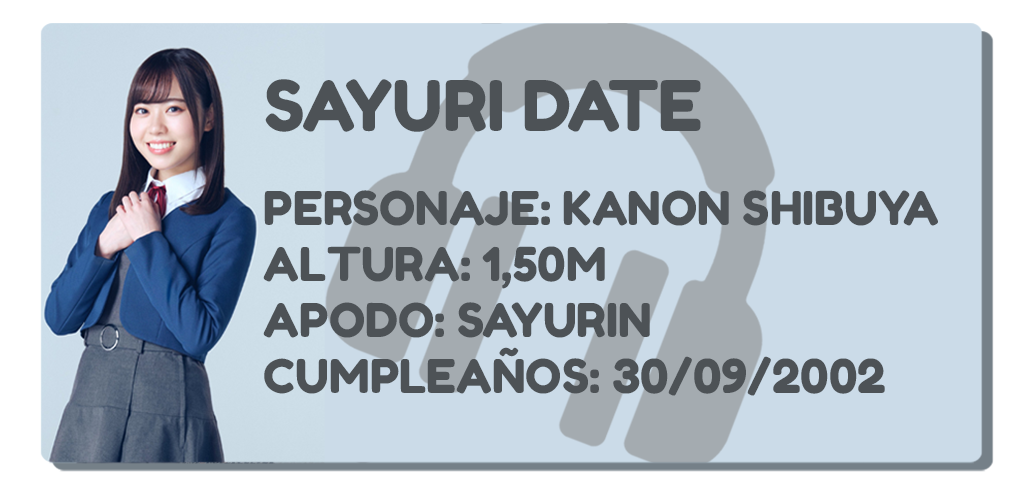 SAYURI DATE
PERSONAJE: KANON SHIBUYA
ALTURA: 1,50M
APODO: SAYURIN
CUMPLEAÑOS: 30/09/2002